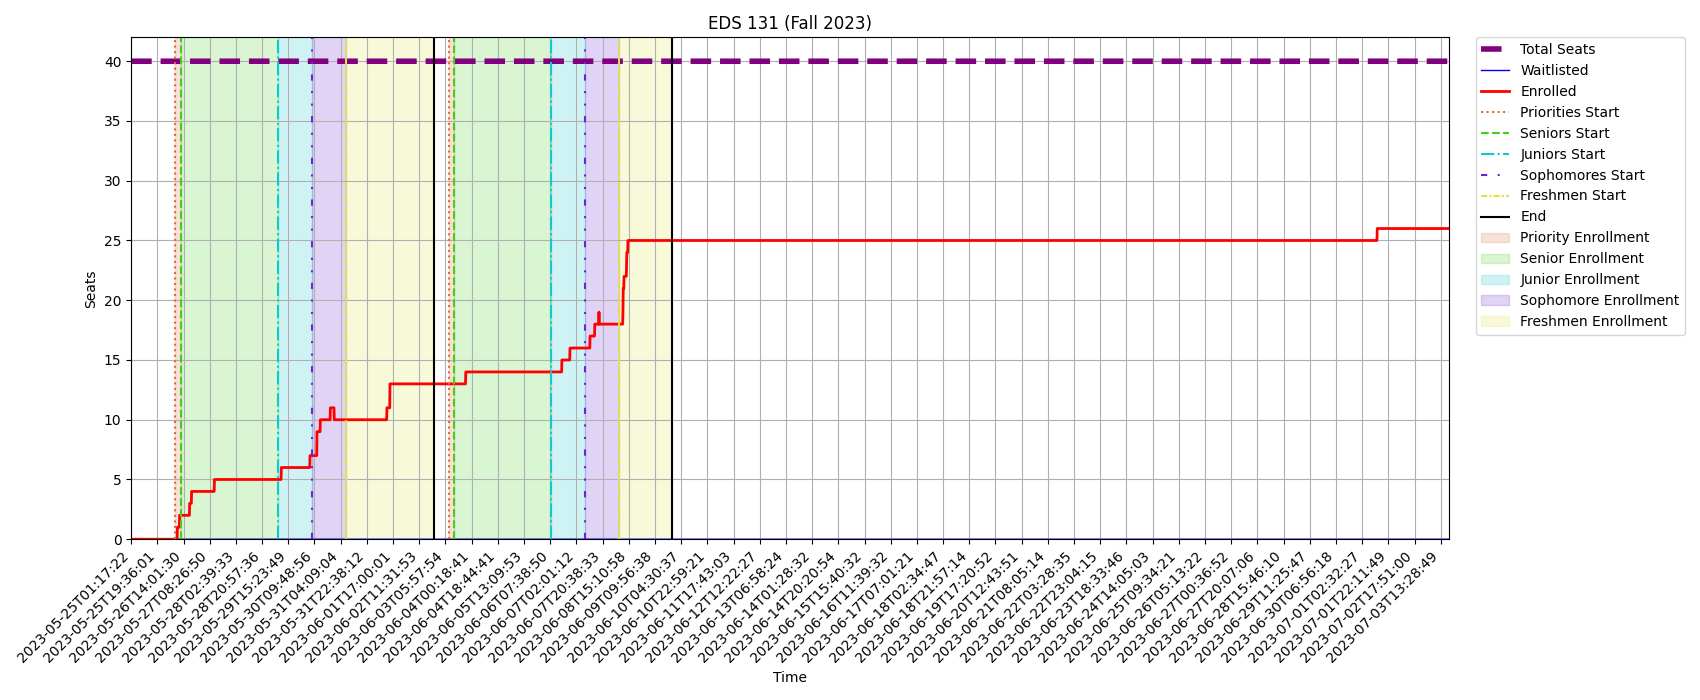 EDS 131 (Fall 2023)
Seats
40
35
30
25
20
15
10
5
0
2023-05-25T01:17:22
2023-05-25T19:36:01
2023-05-26T14:01:30
2023-05-27T08:26:50
2023-05-28T02:39:33
2023-05-28T20:57:36
2023-05-29T15:23:49
2023-05-30T09:48:56
2023-05-31T04:09:04
2023-05-31T22:38:12
2023-06-01T17:00:01
2023-06-02T11:31:53
2023-06-03T05:57:54
2023-06-04T00:18:41
2023-06-04T18:44:41
2023-06-05T13:09:53
2023-06-06T07:38:50
2023-06-07T02:01:12
2023-06-07T20:38:33
2023-06-08T15:10:58
2023-06-09T09:56:38
2023-06-10T04:30:37
2023-06-10T22:59:21
2023-06-11T17:43:03
2023-06-12T12:22:27
2023-06-13T06:58:24
2023-06-14T01:28:32
2023-06-14T20:20:54
2023-06-15T15:40:32
2023-06-16T11:39:32
2023-06-17T07:01:21
2023-06-18T02:34:47
2023-06-18T21:57:14
2023-06-19T17:20:52
2023-06-20T12:43:51
2023-06-21T08:05:14
2023-06-22T03:28:35
2023-06-22T23:04:15
2023-06-23T18:33:46
2023-06-24T14:05:03
2023-06-25T09:34:21
2023-06-26T05:13:22
2023-06-27T00:36:52
2023-06-27T20:07:06
2023-06-28T15:46:10
2023-06-29T11:25:47
2023-06-30T06:56:18
2023-07-01T02:32:27
2023-07-01T22:11:49
2023-07-02T17:51:00
2023-07-03T13:28:49
Time
Total Seats
Waitlisted
Enrolled
Priorities Start
Seniors Start
Juniors Start
Sophomores Start
Freshmen Start
End
Priority Enrollment
Senior Enrollment
Junior Enrollment
Sophomore Enrollment
Freshmen Enrollment